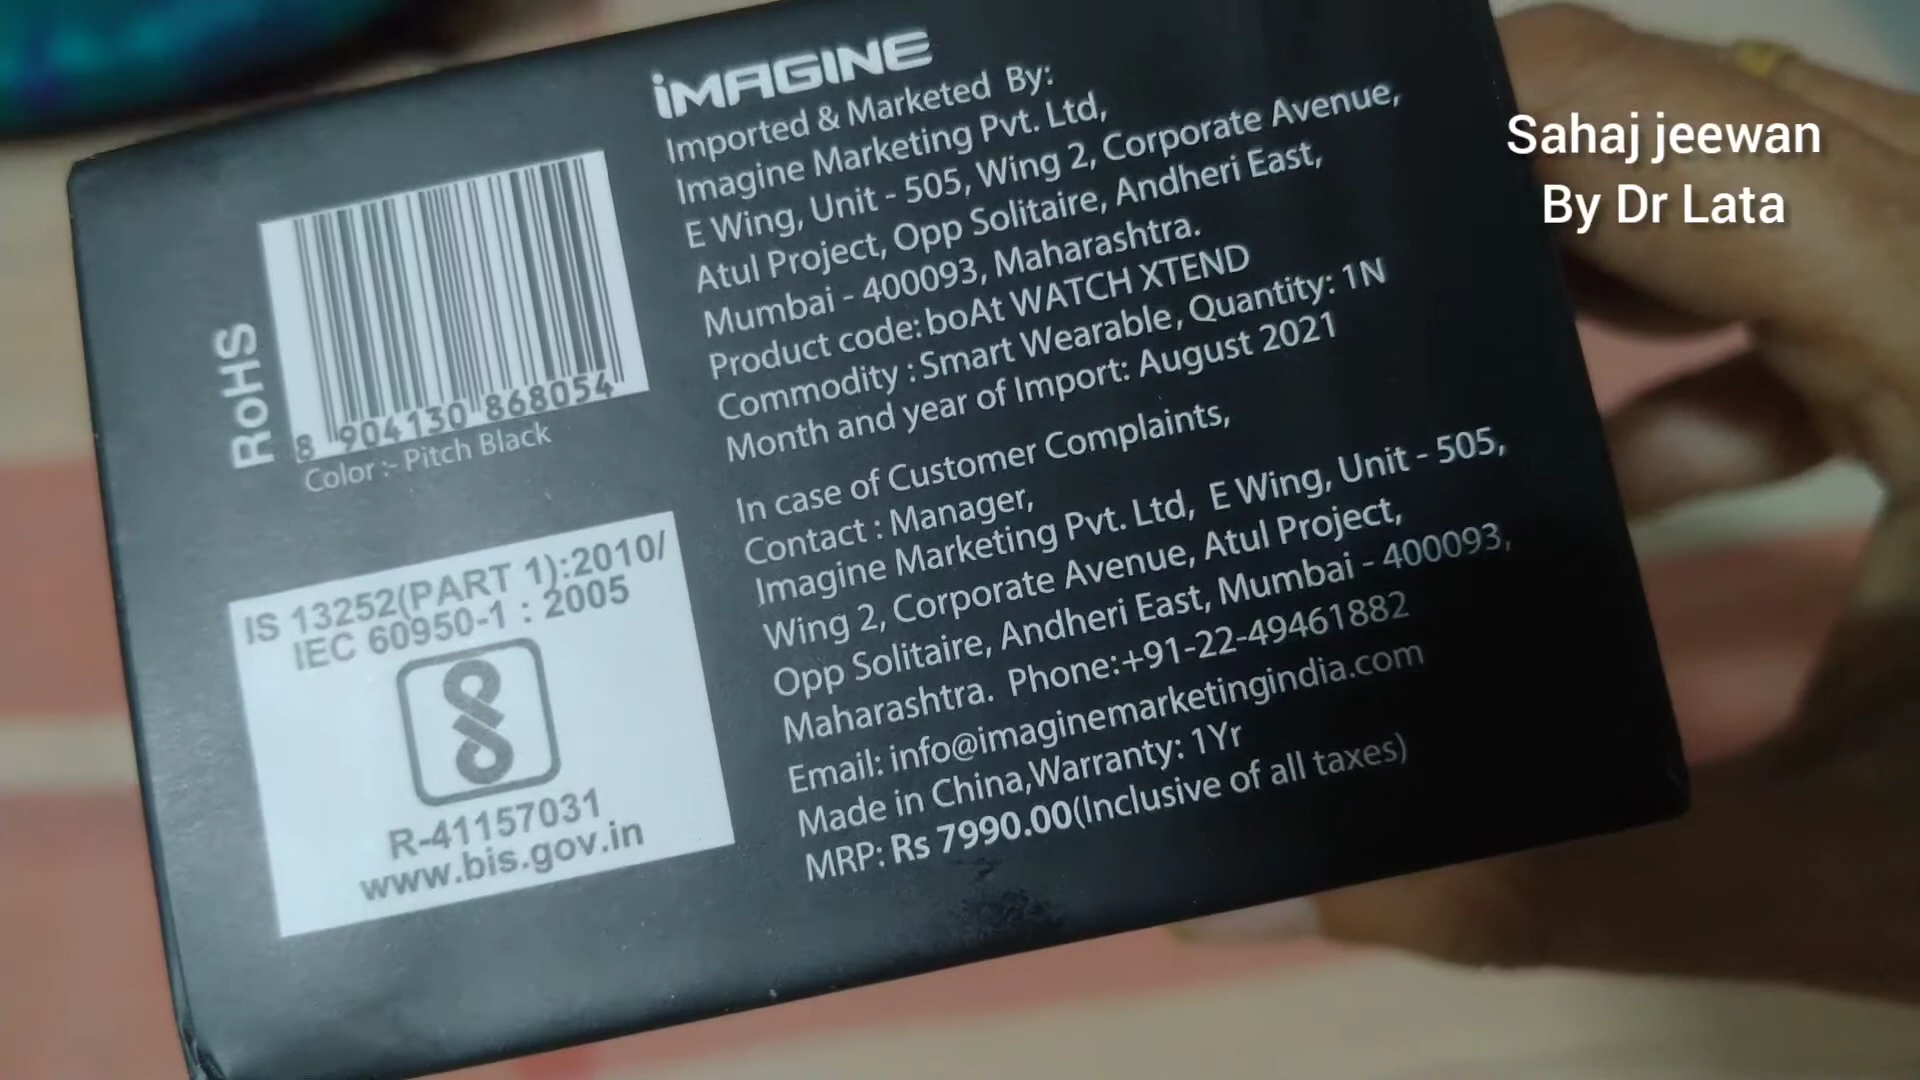 iMAGINE
Imported & Marketed By:
Imagine Marketing Pvt. Ltd,
E Wing, Unit - 505, Wing 2, Corporate Avenue,
Atul Project, Opp Solitaire, Andheri East,
Mumbai - 400093, Maharashtra.
Product code: boAt WATCH XTEND
Commodity : Smart Wearable, Quantity: 1N
Month and year of Import: August 2021
In case of Customer Complaints,
Contact : Manager,
Imagine Marketing Pvt. Ltd, E Wing, Unit - 505,
Wing 2, Corporate Avenue, Atul Project,
Opp Solitaire, Andheri East, Mumbai - 400093,
Maharashtra. Phone:+91-22-49461882
Email: info@imaginemarketingindia.com
Made in China,Warranty: 1Yr
MRP: Rs 7990.00(Inclusive of all taxes)
RoHS
8 904130 868054
Color :- Pitch Black
IS 13252(PART 1):2010/
IEC 60950-1 : 2005
R-41157031
www.bis.gov.in
Sahaj jeewan
By Dr Lata